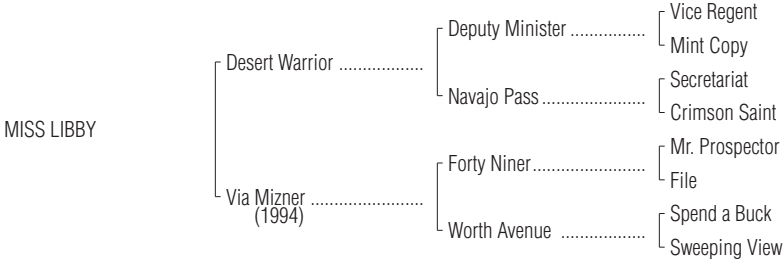 Vice Regent
Deputy Minister ................
Mint Copy
Desert Warrior ..................
Secretariat
Navajo Pass ......................
Crimson Saint
MISS LIBBY
Mr. Prospector
Forty Niner........................
File
Via Mizner ........................
(1994)
Spend a Buck
Worth Avenue ..................
Sweeping View